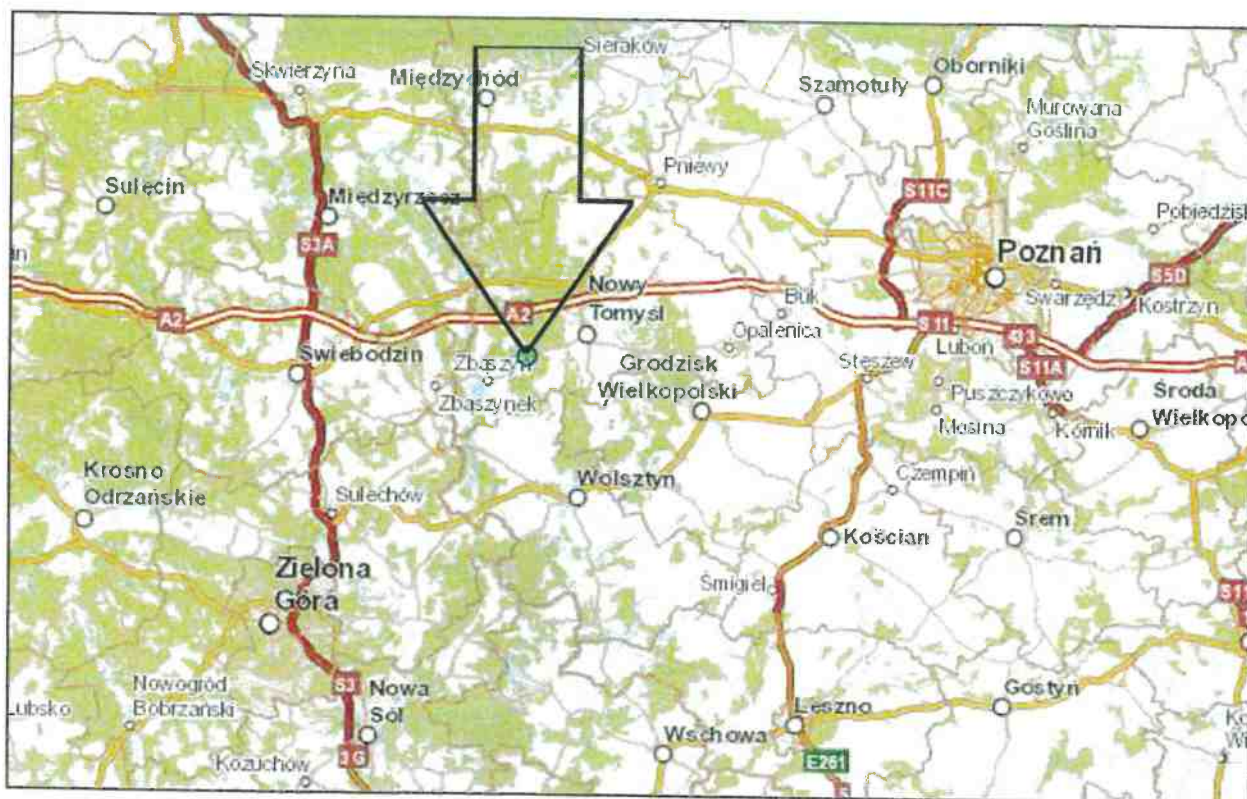 Sieraków
Skwierzyna
Międzychód
Oborniki
Szamotuły
Murowana
Goślina
Pniewy
Sulęcin
Międzyrzecz
S11C
Pobiedzisk
S3A
Poznań
S5D
Nowy
Tomyśl
Buk
Swarzędz
Kostrzyn
A2
A2
Opalenica
S11
Luboń
Świebodzin
Zbąszyń
Grodzisk
Wielkopolski
Stęszew
S11A
Zbąszynek
Puszczykowo
Środa
Wielkopo
Mosina
Kórnik
Krosno
Odrzańskie
Wolsztyn
Czempiń
Sulechów
Śrem
Kościan
Zielona
Góra
Śmigiel
S3
Nowogród
Bobrzański
Nowa
Sól
Gostyń
Lubsko
Leszno
Wschowa
E261
Kożuchów